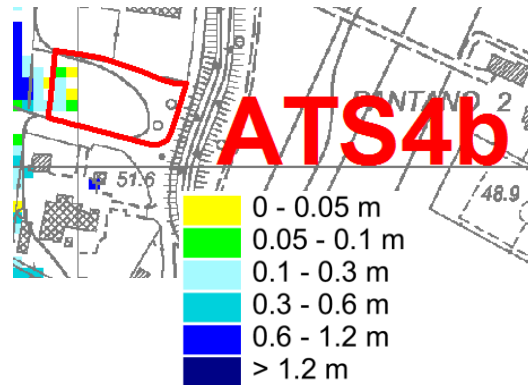 PANTANO 2
ATS4b
51.6
48.9
0 - 0.05 m
0.05 - 0.1 m
0.1 - 0.3 m
0.3 - 0.6 m
0.6 - 1.2 m
> 1.2 m